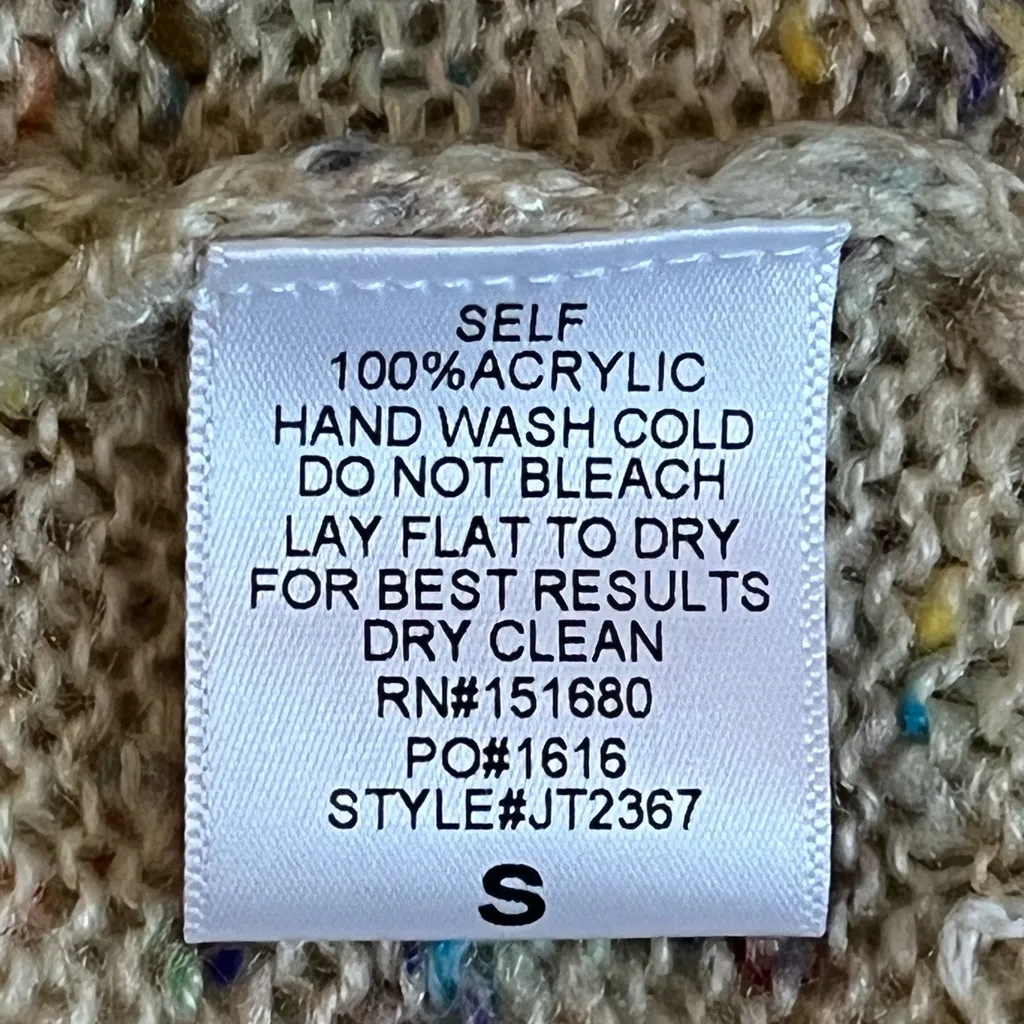 SELF
100%ACRYLIC
HAND WASH COLD
DO NOT BLEACH
LAY FLAT TO DRY
FOR BEST RESULTS
DRY CLEAN
RN#151680
PO#1616
STYLE#JT2367
S